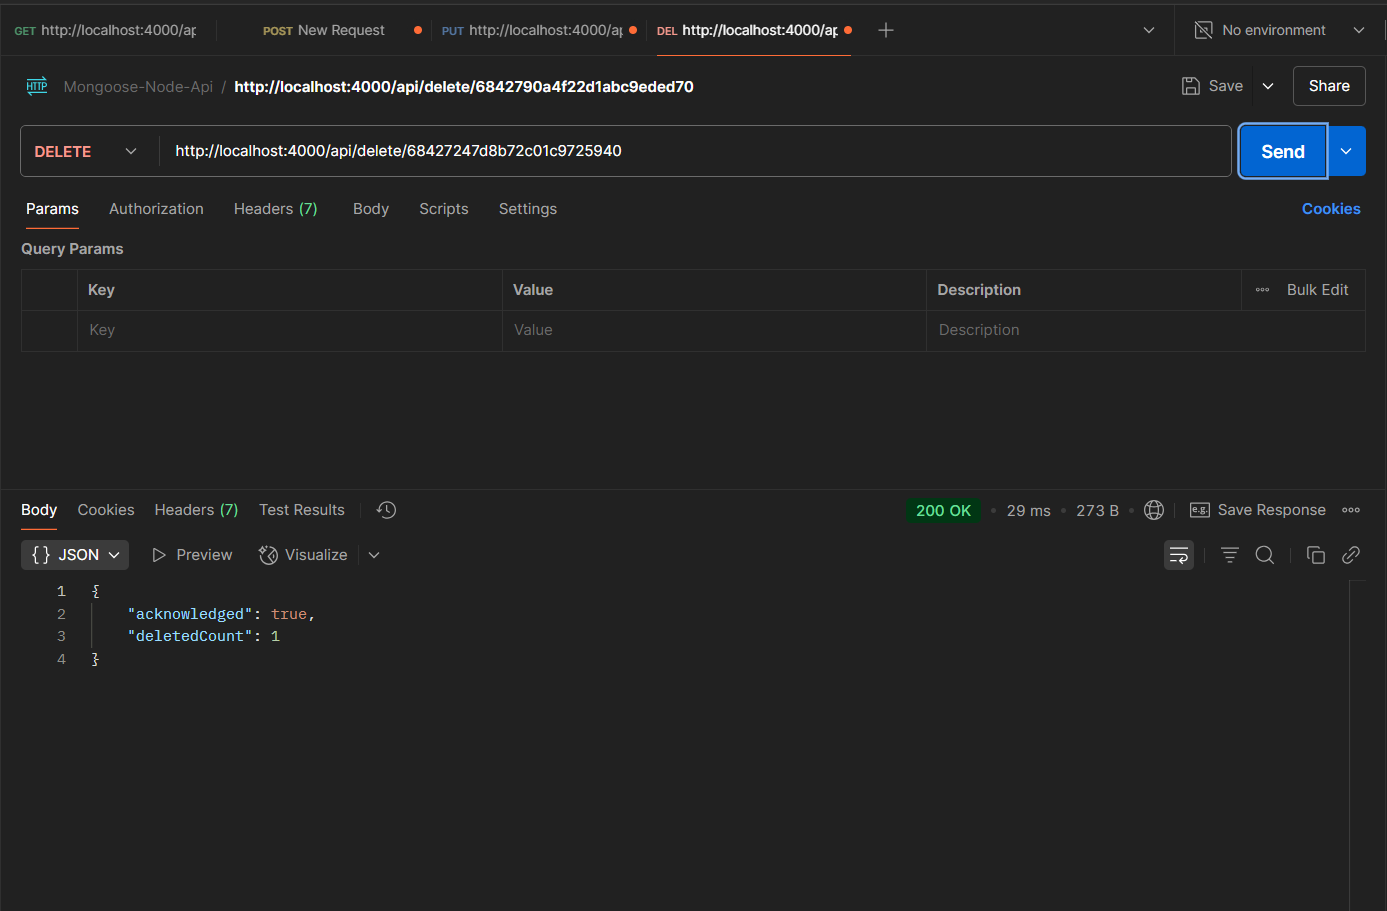 GET http://localhost:4000/ap
POST New Request
PUT http://localhost:4000/ap
DEL http://localhost:4000/ap
No environment
HTTP Mongoose-Node-Api / http://localhost:4000/api/delete/6842790a4f22d1abc9eded70
Save
Share
DELETE http://localhost:4000/api/delete/68427247d8b72c01c9725940
Send
Params Authorization Headers (7) Body Scripts Settings Cookies
Query Params
Key Value Description Bulk Edit
Key Value Description
Body Cookies Headers (7) Test Results 200 OK 29 ms 273 B e.g. Save Response
{} JSON Preview Visualize
1 {
2 "acknowledged": true,
3 "deletedCount": 1
4 }